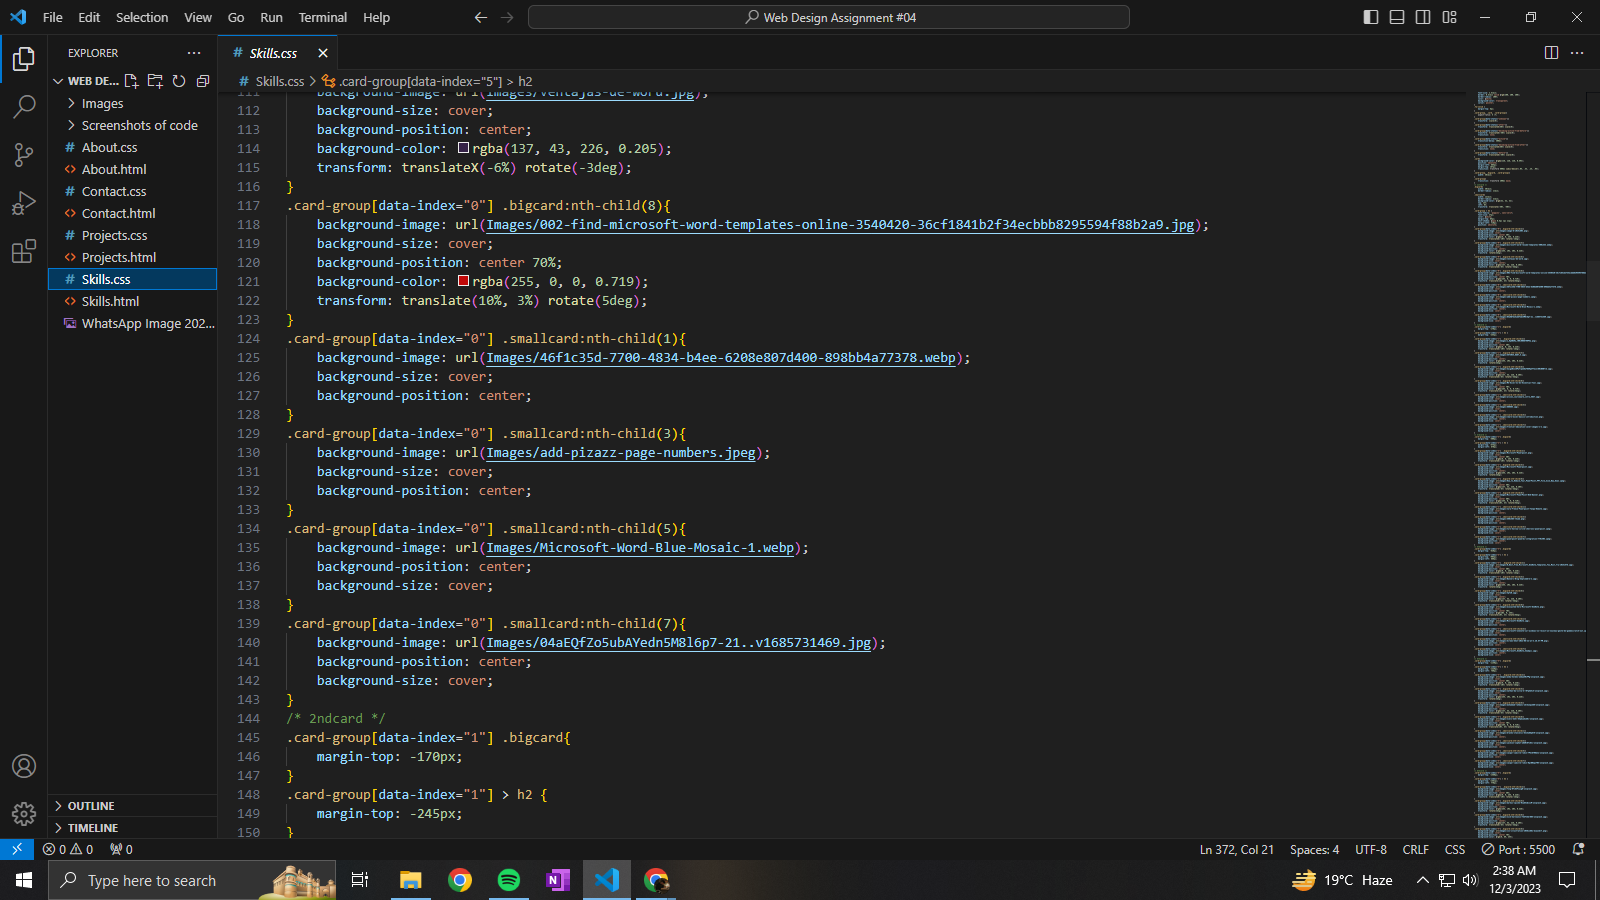 File Edit Selection View Go Run Terminal Help
Web Design Assignment #04
EXPLORER
WEB DE...
Images
Screenshots of code
About.css
About.html
Contact.css
Contact.html
Projects.css
Projects.html
Skills.css
Skills.html
WhatsApp Image 202...
OUTLINE
TIMELINE
# Skills.css
# Skills.css > .card-group[data-index="5"] > h2
111 background-image: url(Images/ventajas-de-word.jpg);
112 background-size: cover;
113 background-position: center;
114 background-color: rgba(137, 43, 226, 0.205);
115 transform: translateX(-6%) rotate(-3deg);
116 }
117 .card-group[data-index="0"] .bigcard:nth-child(8){
118 background-image: url(Images/002-find-microsoft-word-templates-online-3540420-36cf1841b2f34ecbbb8295594f88b2a9.jpg);
119 background-size: cover;
120 background-position: center 70%;
121 background-color: rgba(255, 0, 0, 0.719);
122 transform: translate(10%, 3%) rotate(5deg);
123 }
124 .card-group[data-index="0"] .smallcard:nth-child(1){
125 background-image: url(Images/46f1c35d-7700-4834-b4ee-6208e807d400-898bb4a77378.webp);
126 background-size: cover;
127 background-position: center;
128 }
129 .card-group[data-index="0"] .smallcard:nth-child(3){
130 background-image: url(Images/add-pizazz-page-numbers.jpeg);
131 background-size: cover;
132 background-position: center;
133 }
134 .card-group[data-index="0"] .smallcard:nth-child(5){
135 background-image: url(Images/Microsoft-Word-Blue-Mosaic-1.webp);
136 background-position: center;
137 background-size: cover;
138 }
139 .card-group[data-index="0"] .smallcard:nth-child(7){
140 background-image: url(Images/04aEQfZo5ubAYedn5M8l6p7-21..v1685731469.jpg);
141 background-position: center;
142 background-size: cover;
143 }
144 /* 2ndcard */
145 .card-group[data-index="1"] .bigcard{
146 margin-top: -170px;
147 }
148 .card-group[data-index="1"] > h2 {
149 margin-top: -245px;
150 }
0 0 0
Ln 372, Col 21 Spaces: 4 UTF-8 CRLF CSS Port : 5500
Type here to search
19°C Haze
2:38 AM
12/3/2023